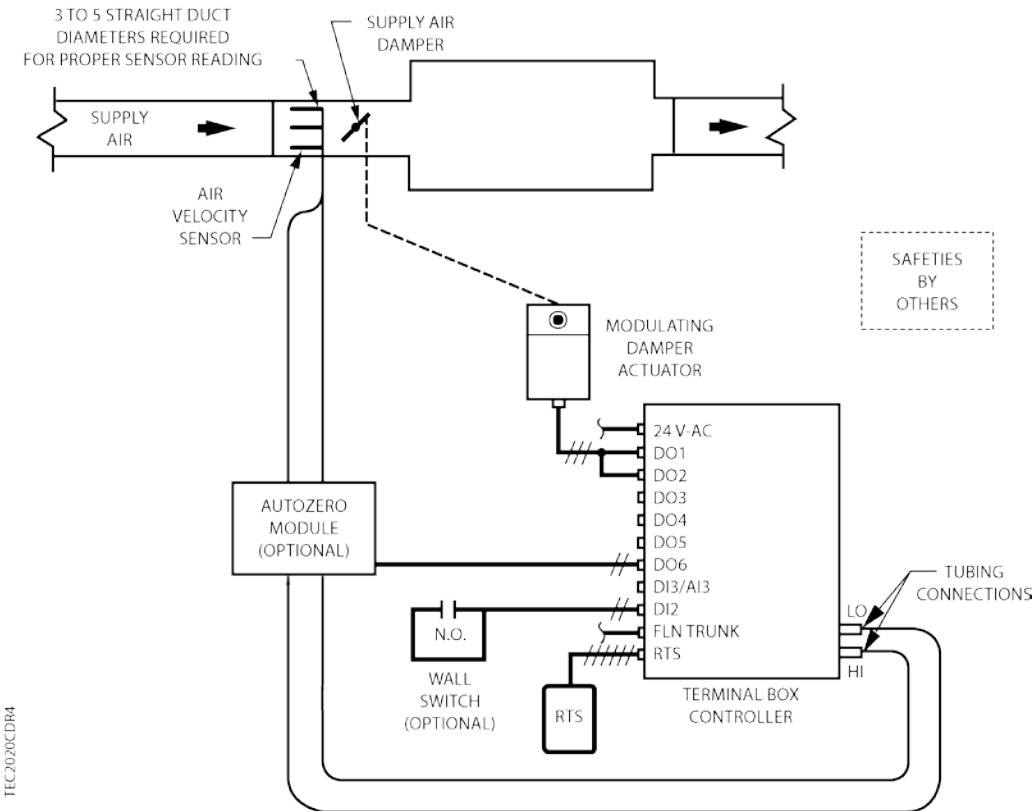 3 TO 5 STRAIGHT DUCT
DIAMETERS REQUIRED
FOR PROPER SENSOR READING
SUPPLY AIR
DAMPER
SUPPLY
AIR
AIR
VELOCITY
SENSOR
SAFETIES
BY
OTHERS
MODULATING
DAMPER
ACTUATOR
24 V-AC
DO1
DO2
DO3
DO4
DO5
DO6
DI3/AI3
DI2
FLN TRUNK
RTS
AUTOZERO
MODULE
(OPTIONAL)
TUBING
CONNECTIONS
LO
HI
N.O.
WALL
SWITCH
(OPTIONAL)
RTS
TERMINAL BOX
CONTROLLER
TEC2020CDR4